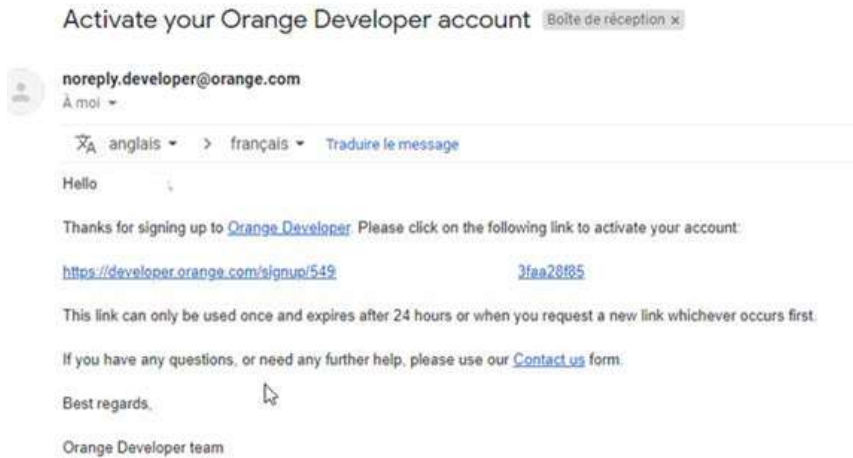 Activate your Orange Developer account Boîte de réception x
noreply.developer@orange.com
À moi
anglais > français Traduire le message
Hello ,
Thanks for signing up to Orange Developer. Please click on the following link to activate your account:
https://developer.orange.com/signup/549 3faa28f85
This link can only be used once and expires after 24 hours or when you request a new link whichever occurs first.
If you have any questions, or need any further help, please use our Contact us form.
Best regards,
Orange Developer team